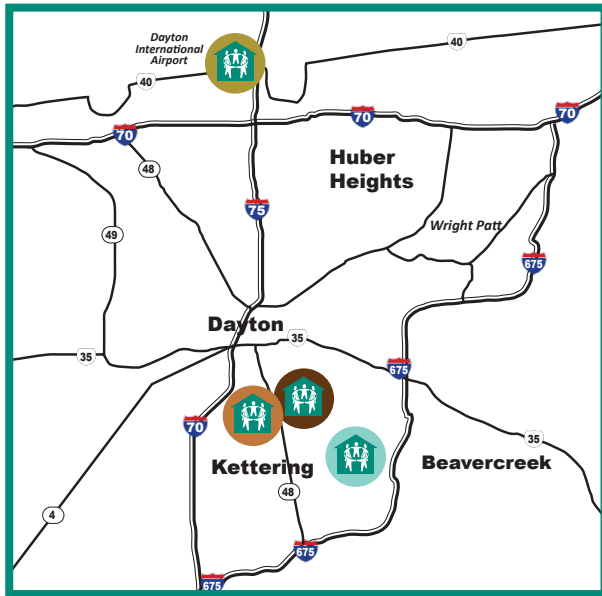 Dayton
International
Airport
40
40
70
70
70
48
Huber
Heights
49
75
Wright Patt
675
Dayton
35
35
675
70
Kettering
48
Beavercreek
35
4
675
675